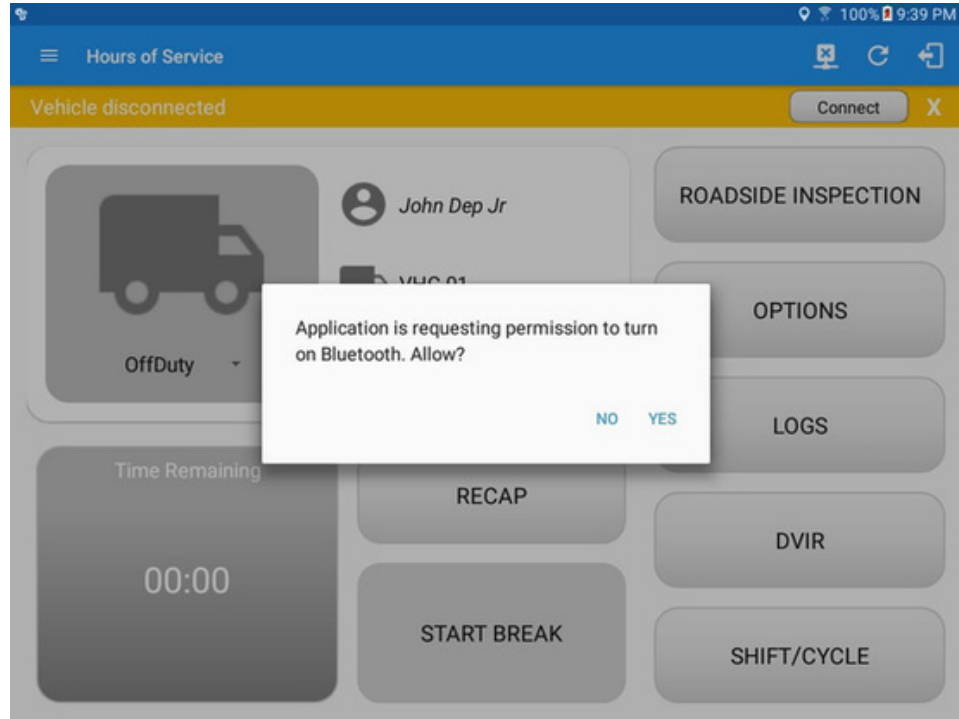 100% 9:39 PM
Hours of Service
Vehicle disconnected
Connect
X
John Dep Jr
ROADSIDE INSPECTION
VHC 01
OPTIONS
Application is requesting permission to turn
on Bluetooth. Allow?
NO YES
OffDuty
LOGS
Time Remaining
00:00
RECAP
DVIR
START BREAK
SHIFT/CYCLE